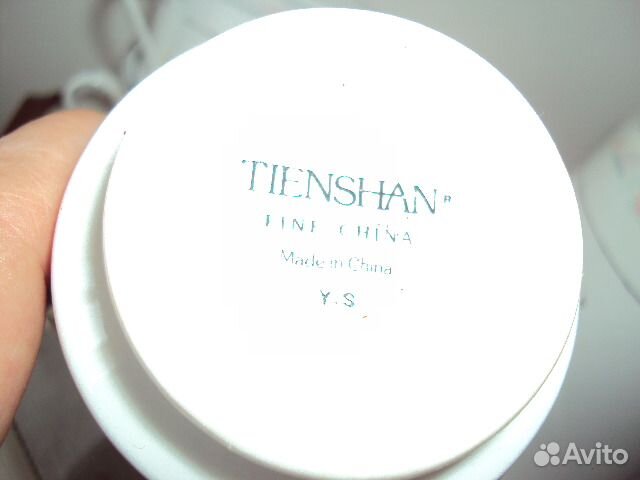 TIENSHAN®
FINE CHINA
Made in China
Y.S
Avito